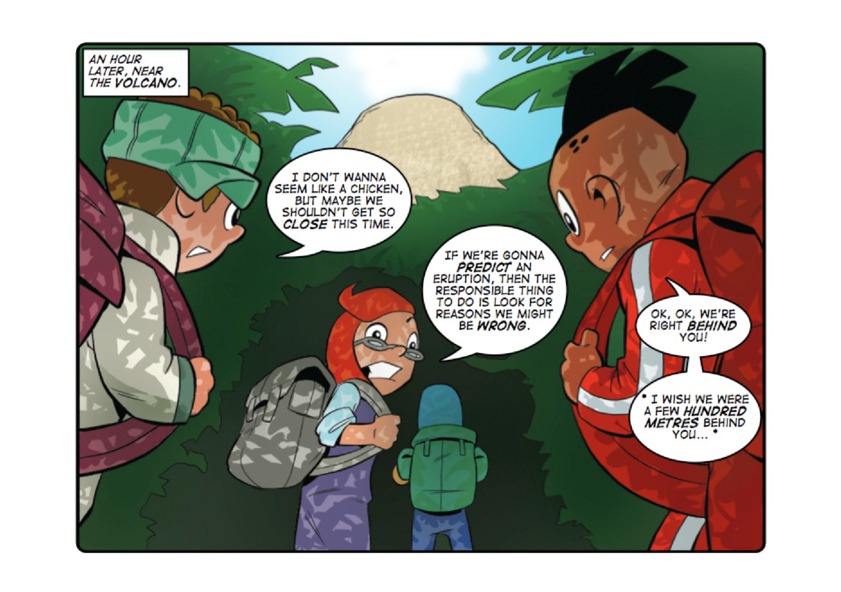 AN HOUR
LATER, NEAR
THE VOLCANO.
I DON'T WANNA
SEEM LIKE A CHICKEN,
BUT MAYBE WE
SHOULDN'T GET SO
CLOSE THIS TIME.
IF WE'RE GONNA
PREDICT AN
ERUPTION, THEN THE
RESPONSIBLE THING
TO DO IS LOOK FOR
REASONS WE MIGHT
BE WRONG.
OK, OK, WE'RE
RIGHT BEHIND
YOU!
* I WISH WE WERE
A FEW HUNDRED
METRES BEHIND
YOU... *